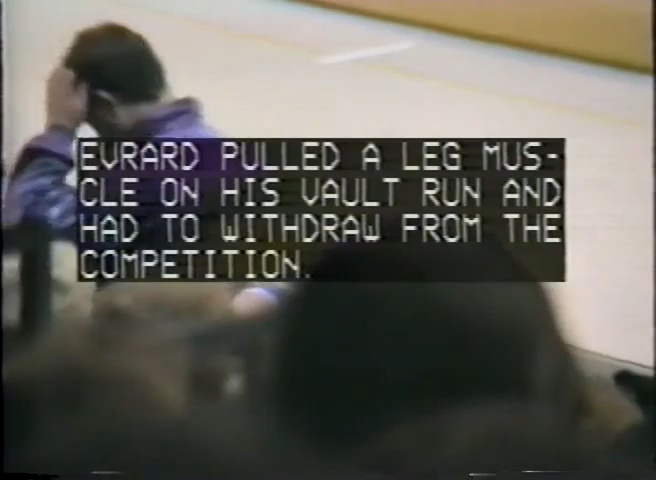 EVRARD PULLED A LEG MUS-
CLE ON HIS VAULT RUN AND
HAD TO WITHDRAW FROM THE
COMPETITION.